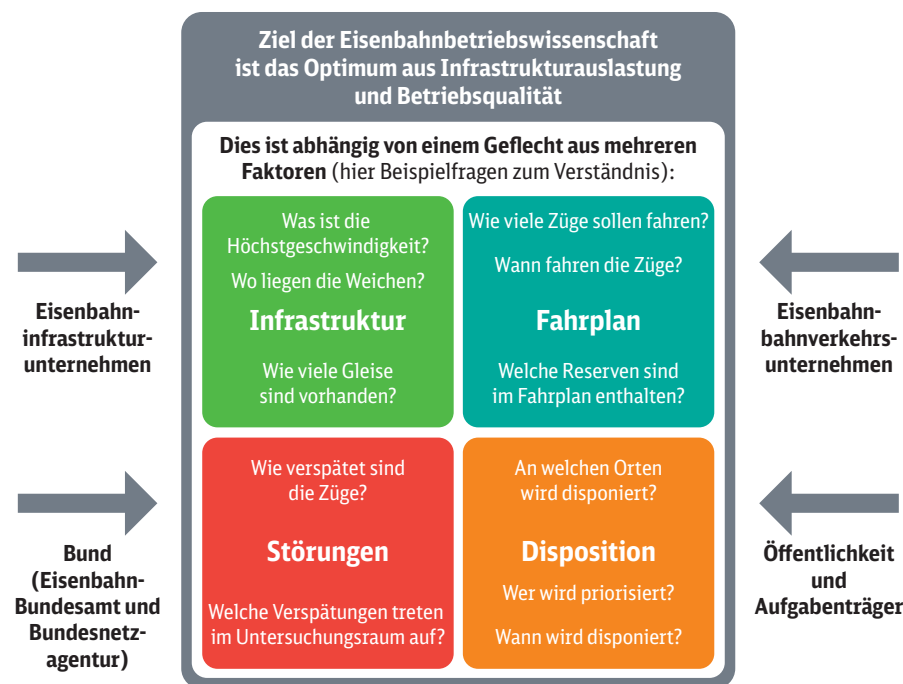 Ziel der Eisenbahnbetriebswissenschaft
ist das Optimum aus Infrastrukturauslastung
und Betriebsqualität
Dies ist abhängig von einem Geflecht aus mehreren
Faktoren (hier Beispielfragen zum Verständnis):
Was ist die
Höchstgeschwindigkeit?
Wo liegen die Weichen?
Infrastruktur
Wie viele Gleise
sind vorhanden?
Wie viele Züge sollen fahren?
Wann fahren die Züge?
Fahrplan
Welche Reserven sind
im Fahrplan enthalten?
Wie verspätet sind
die Züge?
Störungen
Welche Verspätungen treten
im Untersuchungsraum auf?
An welchen Orten
wird disponiert?
Disposition
Wer wird priorisiert?
Wann wird disponiert?
Eisenbahn-
infrastruktur-
unternehmen
Eisenbahn-
bahnverkehrs-
unternehmen
Bund
(Eisenbahn-
Bundesamt und
Bundesnetz-
agentur)
Öffentlichkeit
und
Aufgabenträger